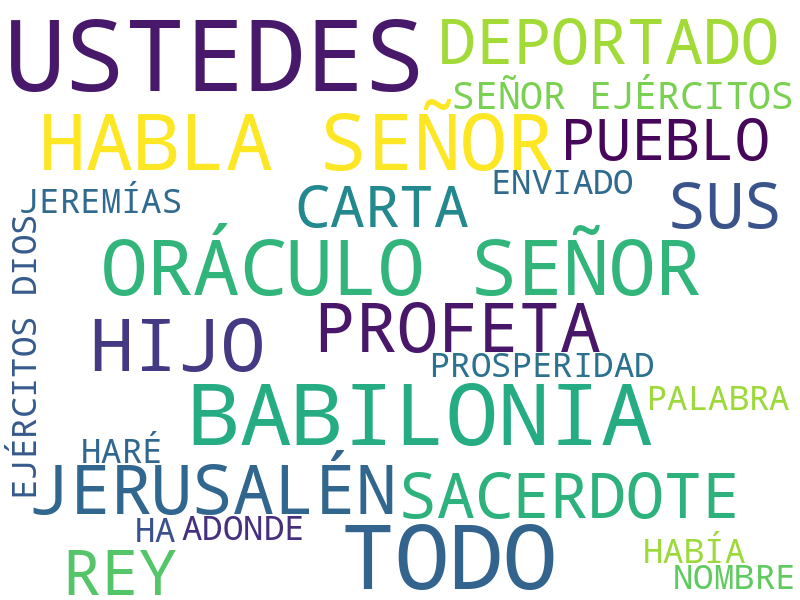 USTEDES
DEPORTADO
SEÑOR EJÉRCITOS
HABLA SEÑOR
PUEBLO
JEREMÍAS
CARTA
ENVIADO
SUS
ORÁCULO SEÑOR
EJÉRCITOS DIOS
HIJO
PROFETA
PROSPERIDAD
BABILONIA
PALABRA
HARÉ
JERUSALÉN
SACERDOTE
HA
ADONDE
TODO
REY
HABÍA
NOMBRE